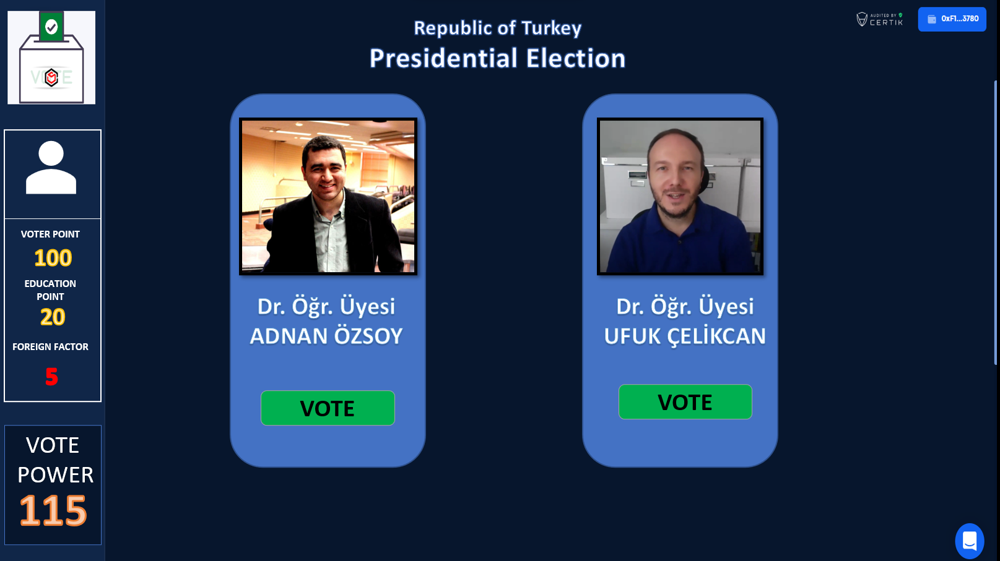 VOTE
VOTER POINT
100
EDUCATION
POINT
20
FOREIGN FACTOR
5
VOTE
POWER
115
Republic of Turkey
Presidential Election
AUDITED BY
CERTIK
0xF1...3780
Dr. Öğr. Üyesi
ADNAN ÖZSOY
VOTE
Dr. Öğr. Üyesi
UFUK ÇELİKCAN
VOTE